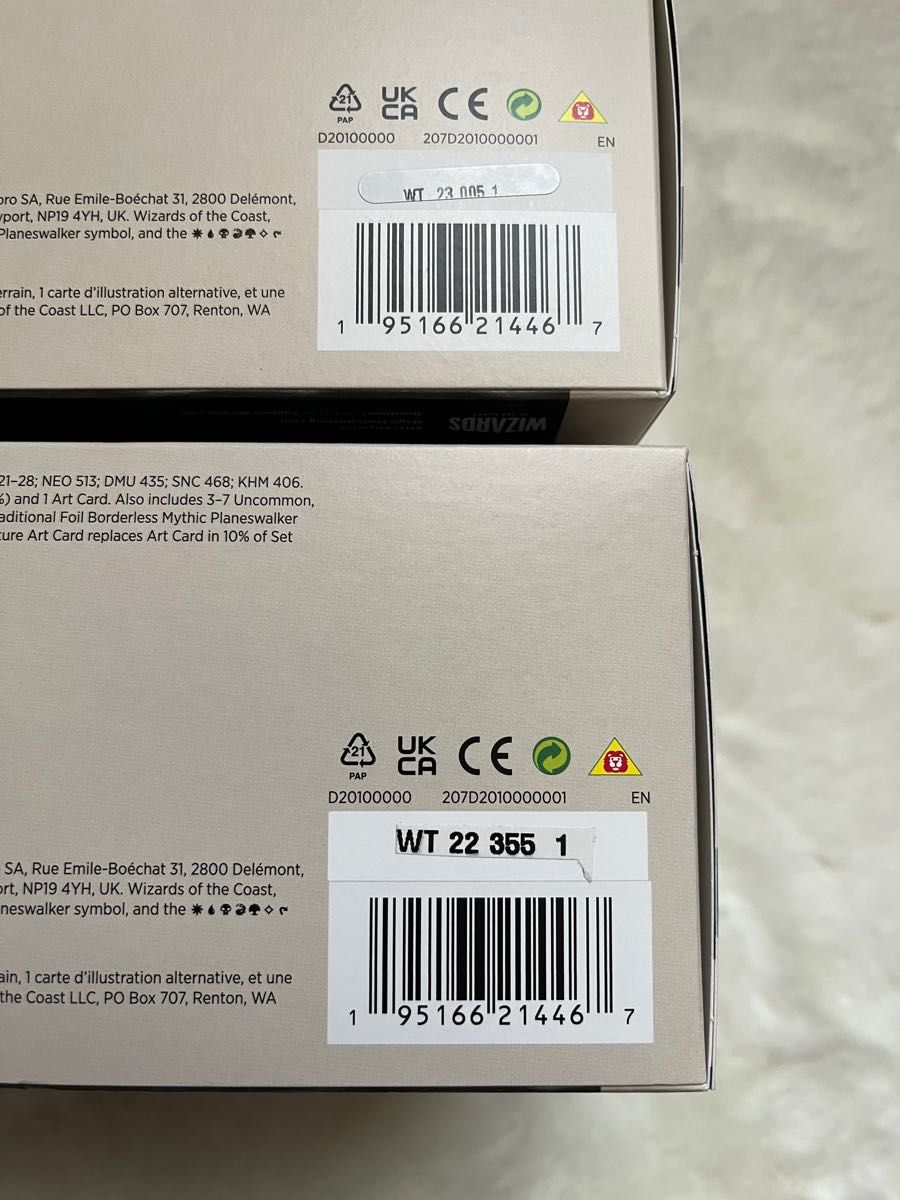 21
PAP
UK
CA
CE
D20100000 207D2010000001 EN
WT 23 005 1
oro SA, Rue Emile-Boéchat 31, 2800 Delémont,
port, NP19 4YH, UK. Wizards of the Coast,
Planeswalker symbol, and the
errain, 1 carte d'illustration alternative, et une
of the Coast LLC, PO Box 707, Renton, WA
1 95166 21446 7
WIZARDS
21–28; NEO 513; DMU 435; SNC 468; KHM 406.
%) and 1 Art Card. Also includes 3–7 Uncommon,
aditional Foil Borderless Mythic Planeswalker
ture Art Card replaces Art Card in 10% of Set
21
PAP
UK
CA
CE
D20100000 207D2010000001 EN
WT 22 355 1
SA, Rue Emile-Boéchat 31, 2800 Delémont,
ort, NP19 4YH, UK. Wizards of the Coast,
neswalker symbol, and the
ain, 1 carte d'illustration alternative, et une
the Coast LLC, PO Box 707, Renton, WA
1 95166 21446 7